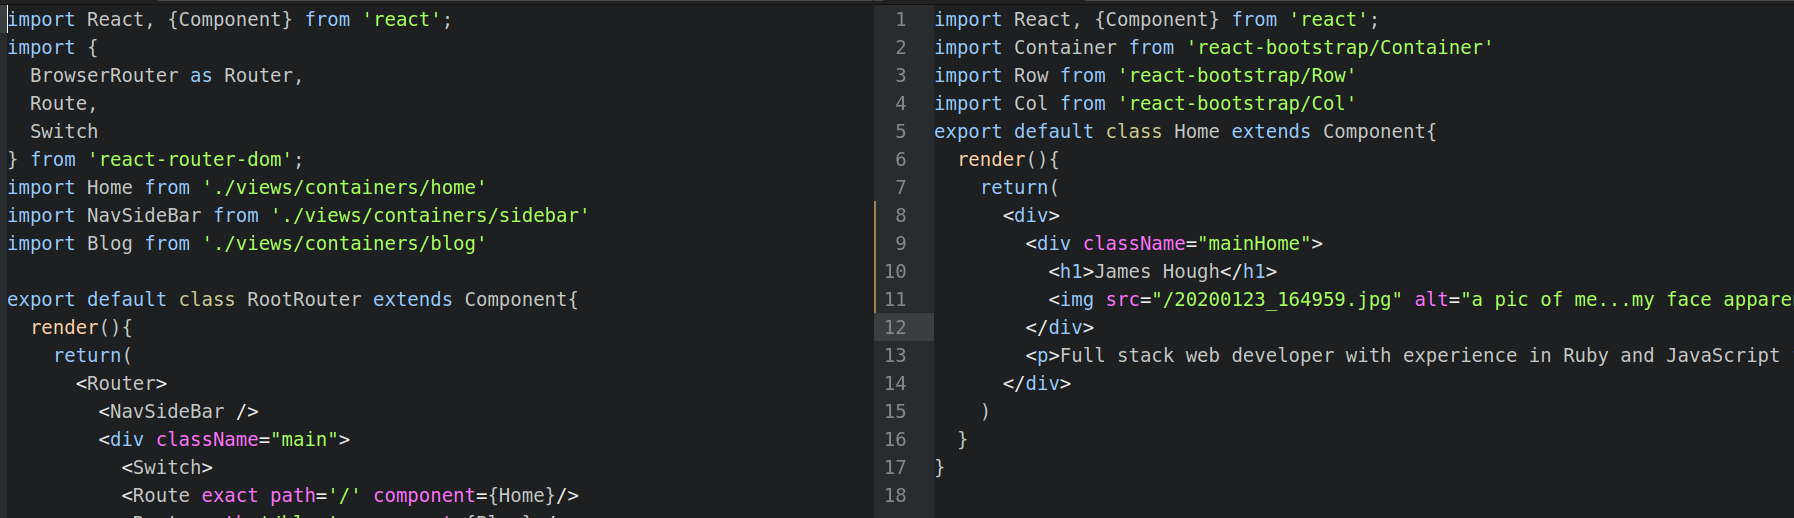 import React, {Component} from 'react';
import {
  BrowserRouter as Router,
  Route,
  Switch
} from 'react-router-dom';
import Home from './views/containers/home'
import NavSideBar from './views/containers/sidebar'
import Blog from './views/containers/blog'

export default class RootRouter extends Component{
  render(){
    return(
      <Router>
        <NavSideBar />
        <div className="main">
          <Switch>
          <Route exact path='/' component={Home}/>
1 import React, {Component} from 'react';
2 import Container from 'react-bootstrap/Container'
3 import Row from 'react-bootstrap/Row'
4 import Col from 'react-bootstrap/Col'
5 export default class Home extends Component{
6   render(){
7     return(
8       <div>
9         <div className="mainHome">
10           <h1>James Hough</h1>
11           <img src="/20200123_164959.jpg" alt="a pic of me...my face
12         </div>
13         <p>Full stack web developer with experience in Ruby and JavaScript
14       </div>
15     )
16   }
17 }
18